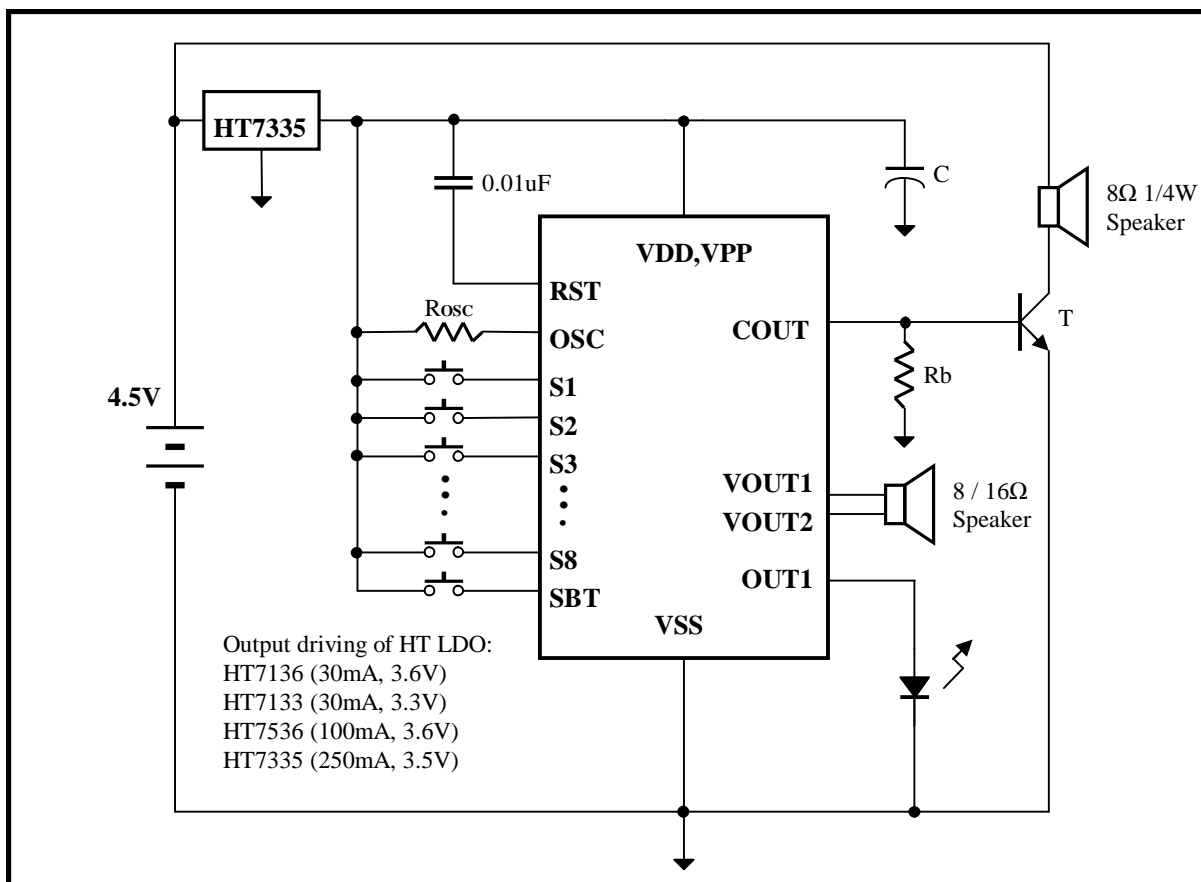 HT7335
0.01uF
C
8Ω 1/4W
Speaker
VDD,VPP
RST
Rosc
OSC
COUT
T
S1
Rb
4.5V
S2
S3
VOUT1
8 / 16Ω
VOUT2
Speaker
S8
OUT1
SBT
VSS
Output driving of HT LDO:
HT7136 (30mA, 3.6V)
HT7133 (30mA, 3.3V)
HT7536 (100mA, 3.6V)
HT7335 (250mA, 3.5V)